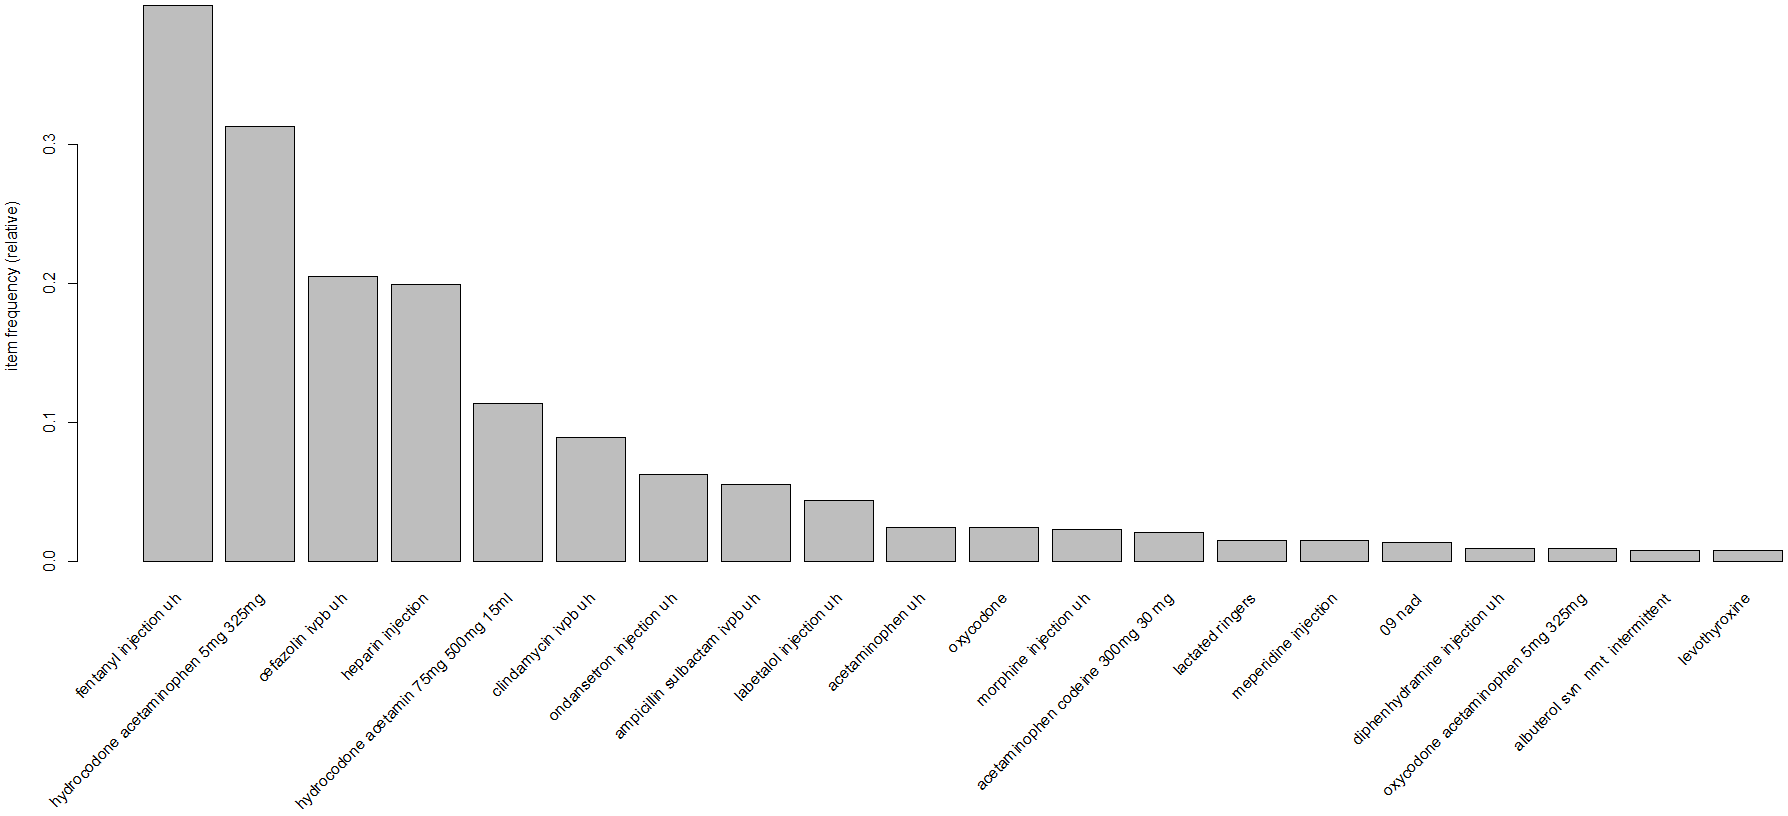 item frequency (relative)
0.3
0.2
0.1
0.0
fentanyl injection uh
hydrocodone acetaminophen 5mg 325mg
cefazolin ivpb uh
heparin injection
hydrocodone acetamin 75mg 500mg 15ml
clindamycin ivpb uh
ondansetron injection uh
ampicillin sulbactam ivpb uh
labetalol injection uh
acetaminophen uh
oxycodone
morphine injection uh
acetaminophen codeine 300mg 30 mg
lactated ringers
meperidine injection
09 nacl
diphenhydramine injection uh
oxycodone acetaminophen 5mg 325mg
albuterol svn nmt intermittent
levothyroxine